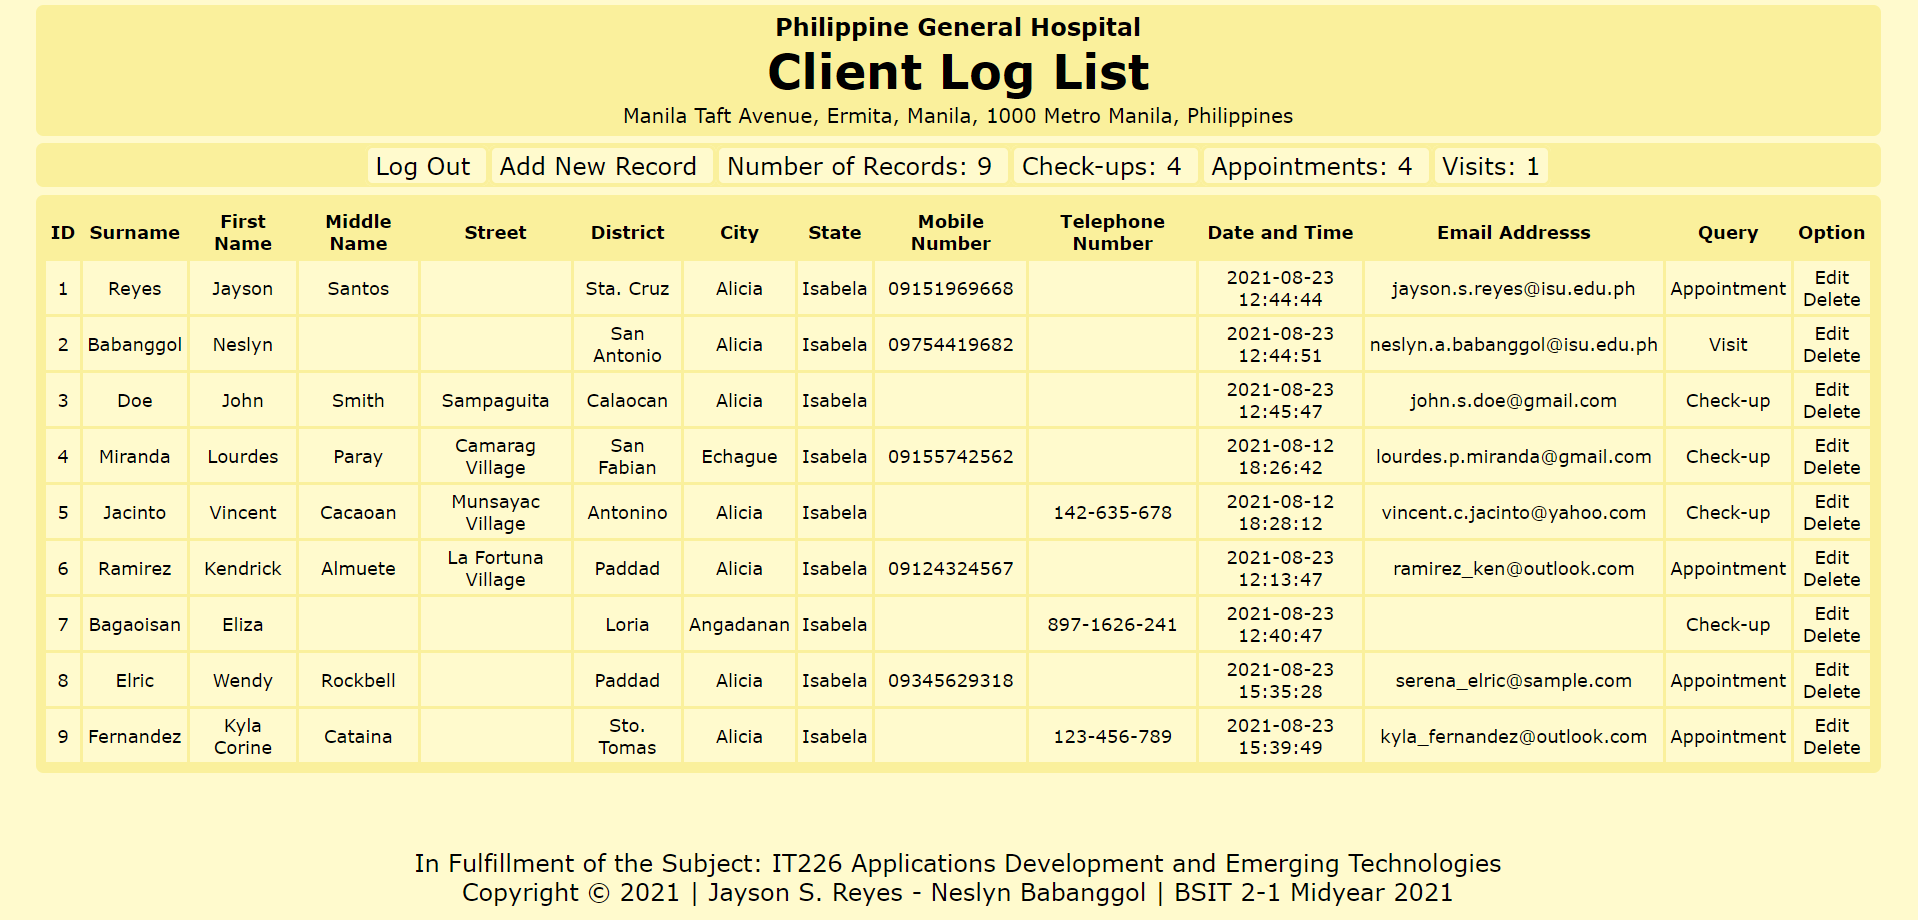 Philippine General Hospital
Client Log List
Manila Taft Avenue, Ermita, Manila, 1000 Metro Manila, Philippines
Log Out Add New Record Number of Records: 9 Check-ups: 4 Appointments: 4 Visits: 1
ID Surname First Name Middle Name Street District City State Mobile Number Telephone Number Date and Time Email Addresss Query Option
1 Reyes Jayson Santos Sta. Cruz Alicia Isabela 09151969668 2021-08-23 12:44:44 jayson.s.reyes@isu.edu.ph Appointment Edit Delete
2 Babanggol Neslyn San Antonio Alicia Isabela 09754419682 2021-08-23 12:44:51 neslyn.a.babanggol@isu.edu.ph Visit Edit Delete
3 Doe John Smith Sampaguita Calaocan Alicia Isabela 2021-08-23 12:45:47 john.s.doe@gmail.com Check-up Edit Delete
4 Miranda Lourdes Paray Camarag Village San Fabian Echague Isabela 09155742562 2021-08-12 18:26:42 lourdes.p.miranda@gmail.com Check-up Edit Delete
5 Jacinto Vincent Cacaoan Munsayac Village Antonino Alicia Isabela 142-635-678 2021-08-12 18:28:12 vincent.c.jacinto@yahoo.com Check-up Edit Delete
6 Ramirez Kendrick Almuete La Fortuna Village Paddad Alicia Isabela 09124324567 2021-08-23 12:13:47 ramirez_ken@outlook.com Appointment Edit Delete
7 Bagaoisan Eliza Loria Angadanan Isabela 897-1626-241 2021-08-23 12:40:47 Check-up Edit Delete
8 Elric Wendy Rockbell Paddad Alicia Isabela 09345629318 2021-08-23 15:35:28 serena_elric@sample.com Appointment Edit Delete
9 Fernandez Kyla Corine Cataina Sto. Tomas Alicia Isabela 123-456-789 2021-08-23 15:39:49 kyla_fernandez@outlook.com Appointment Edit Delete
In Fulfillment of the Subject: IT226 Applications Development and Emerging Technologies
Copyright © 2021 | Jayson S. Reyes - Neslyn Babanggol | BSIT 2-1 Midyear 2021